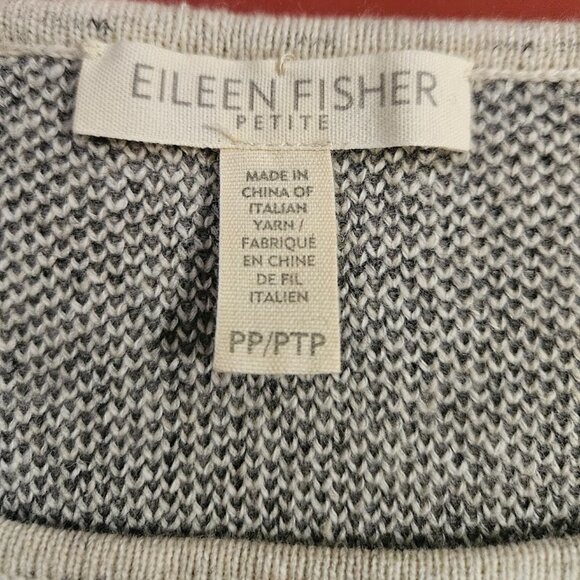 EILEEN FISHER
PETITE
MADE IN
CHINA OF
ITALIAN
YARN /
FABRIQUÉ
EN CHINE
DE FIL
ITALIEN
PP/PTP